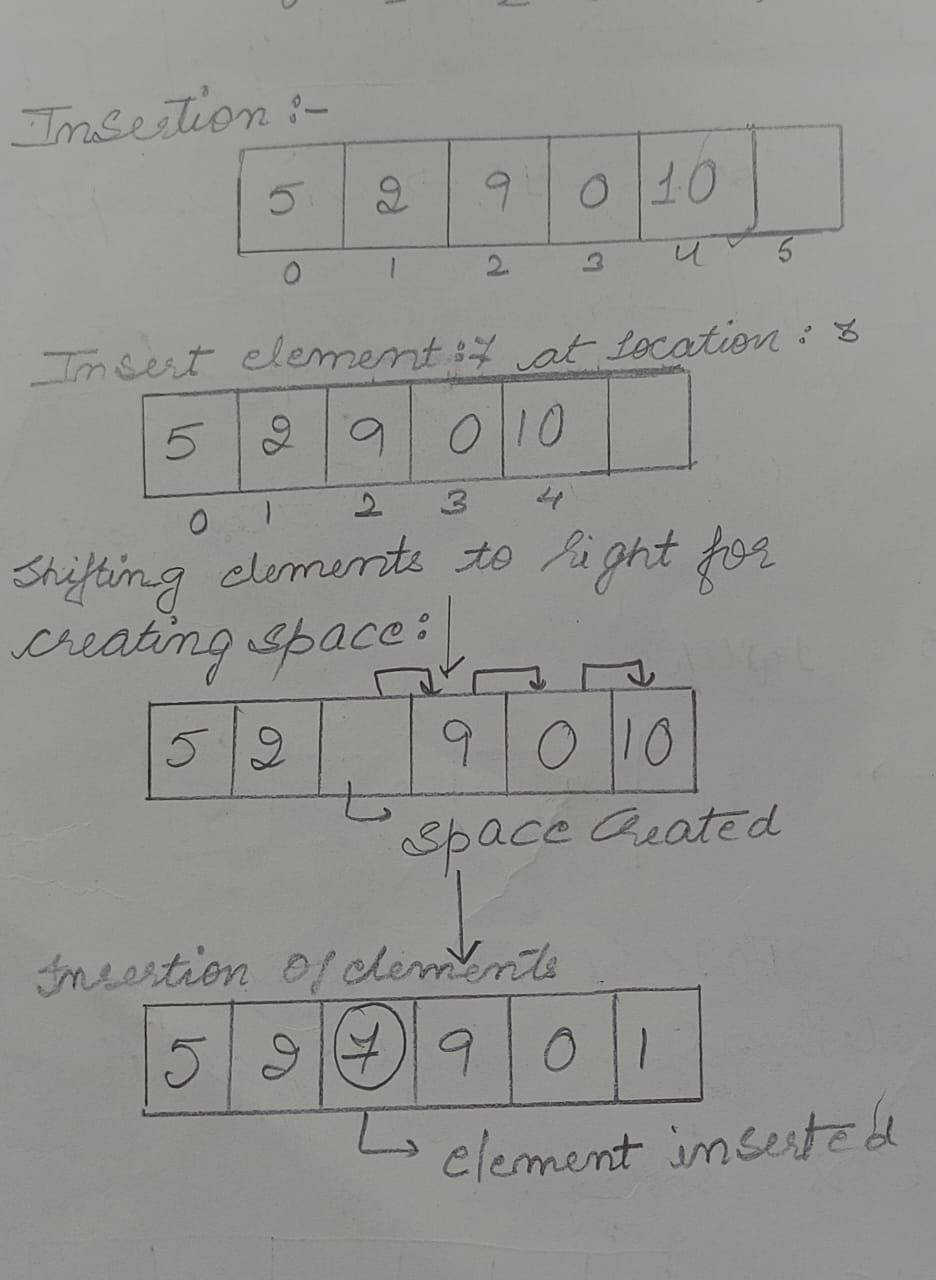 Insertion :-
5 2 9 0 10
0 1 2 3 4 5
Insert element : 7 at location : 3
5 2 9 0 10
0 1 2 3 4
Shifting elements to right for
creating space :
5 2 9 0 10
space Created
Insertion of elements
5 2 7 9 0 1
element inserted